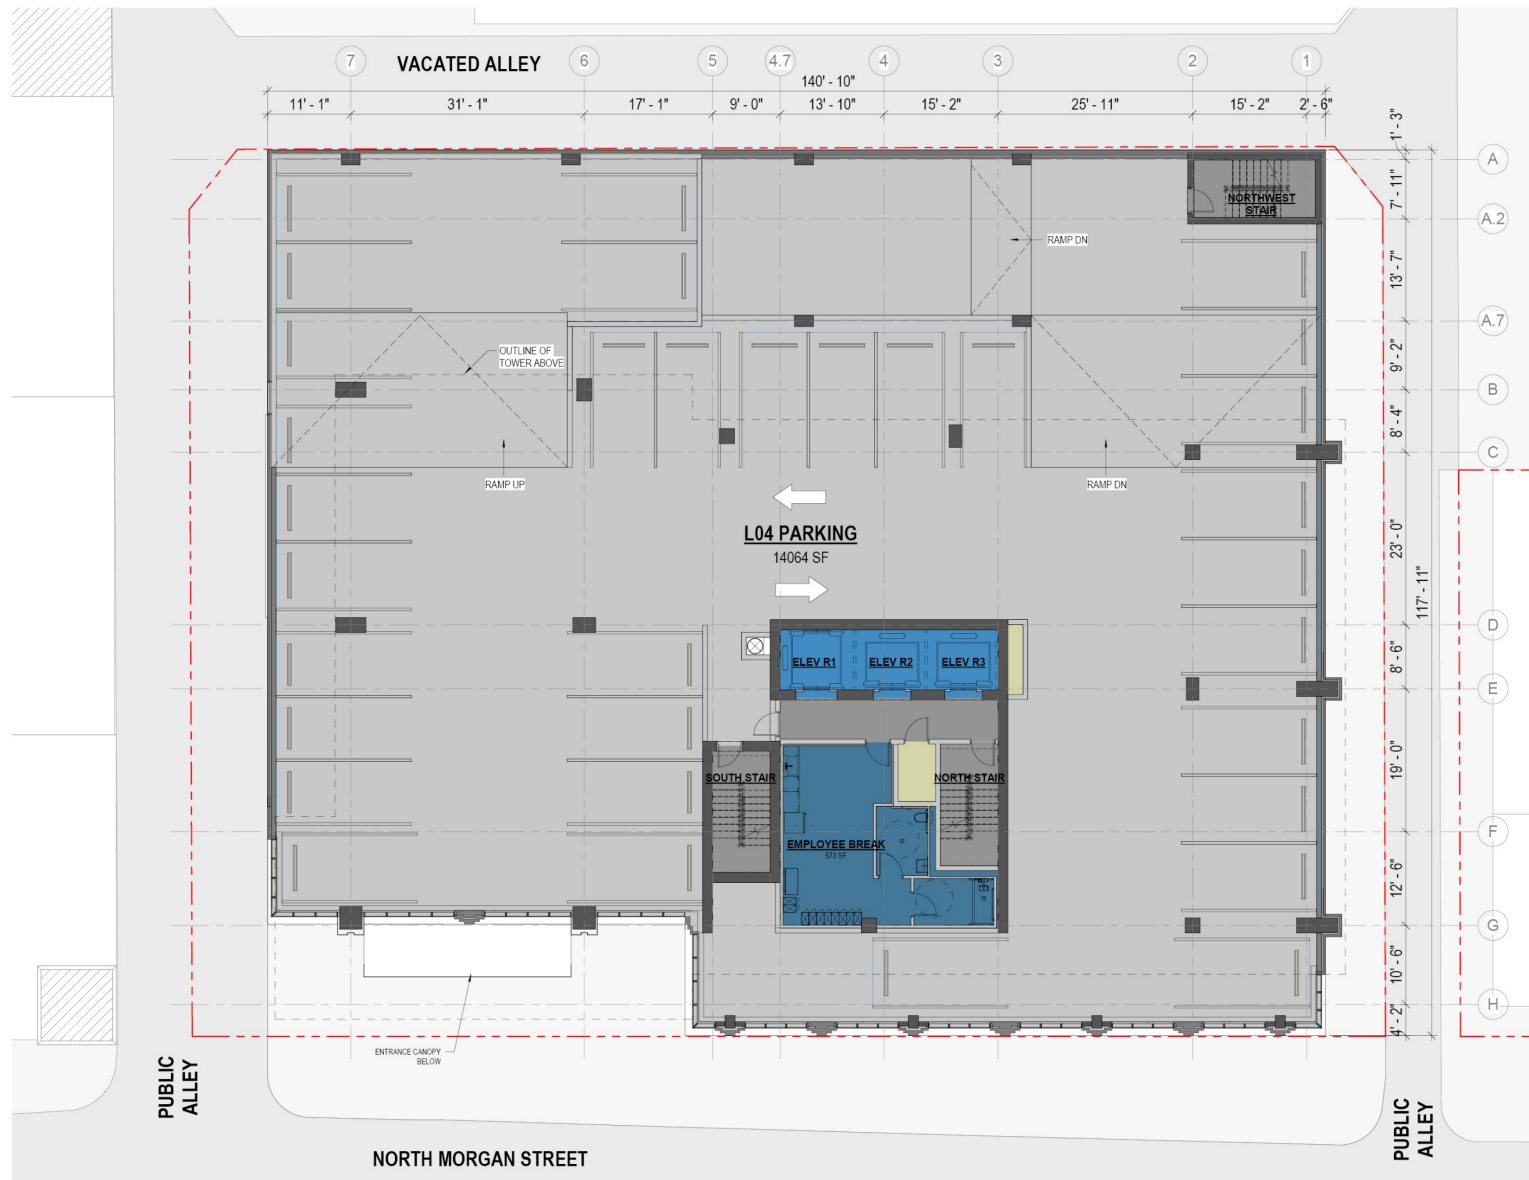 7
VACATED ALLEY
6
5
4.7
4
3
2
1
140' - 10"
11' - 1"
31' - 1"
17' - 1"
9' - 0"
13' - 10"
15' - 2"
25' - 11"
15' - 2"
2' - 6"
1' - 3"
A
7' - 11"
NORTHWEST
STAIR
A.2
RAMP DN
13' - 7"
A.7
OUTLINE OF
TOWER ABOVE
9' - 2"
B
8' - 4"
C
RAMP UP
RAMP DN
L04 PARKING
14064 SF
23' - 0"
117' - 11"
D
ELEV R1
ELEV R2
ELEV R3
8' - 6"
E
SOUTH STAIR
NORTH STAIR
19' - 0"
F
EMPLOYEE BREAK
573 SF
12' - 6"
G
10' - 6"
H
4' - 2"
ENTRANCE CANOPY
BELOW
PUBLIC
ALLEY
PUBLIC
ALLEY
NORTH MORGAN STREET